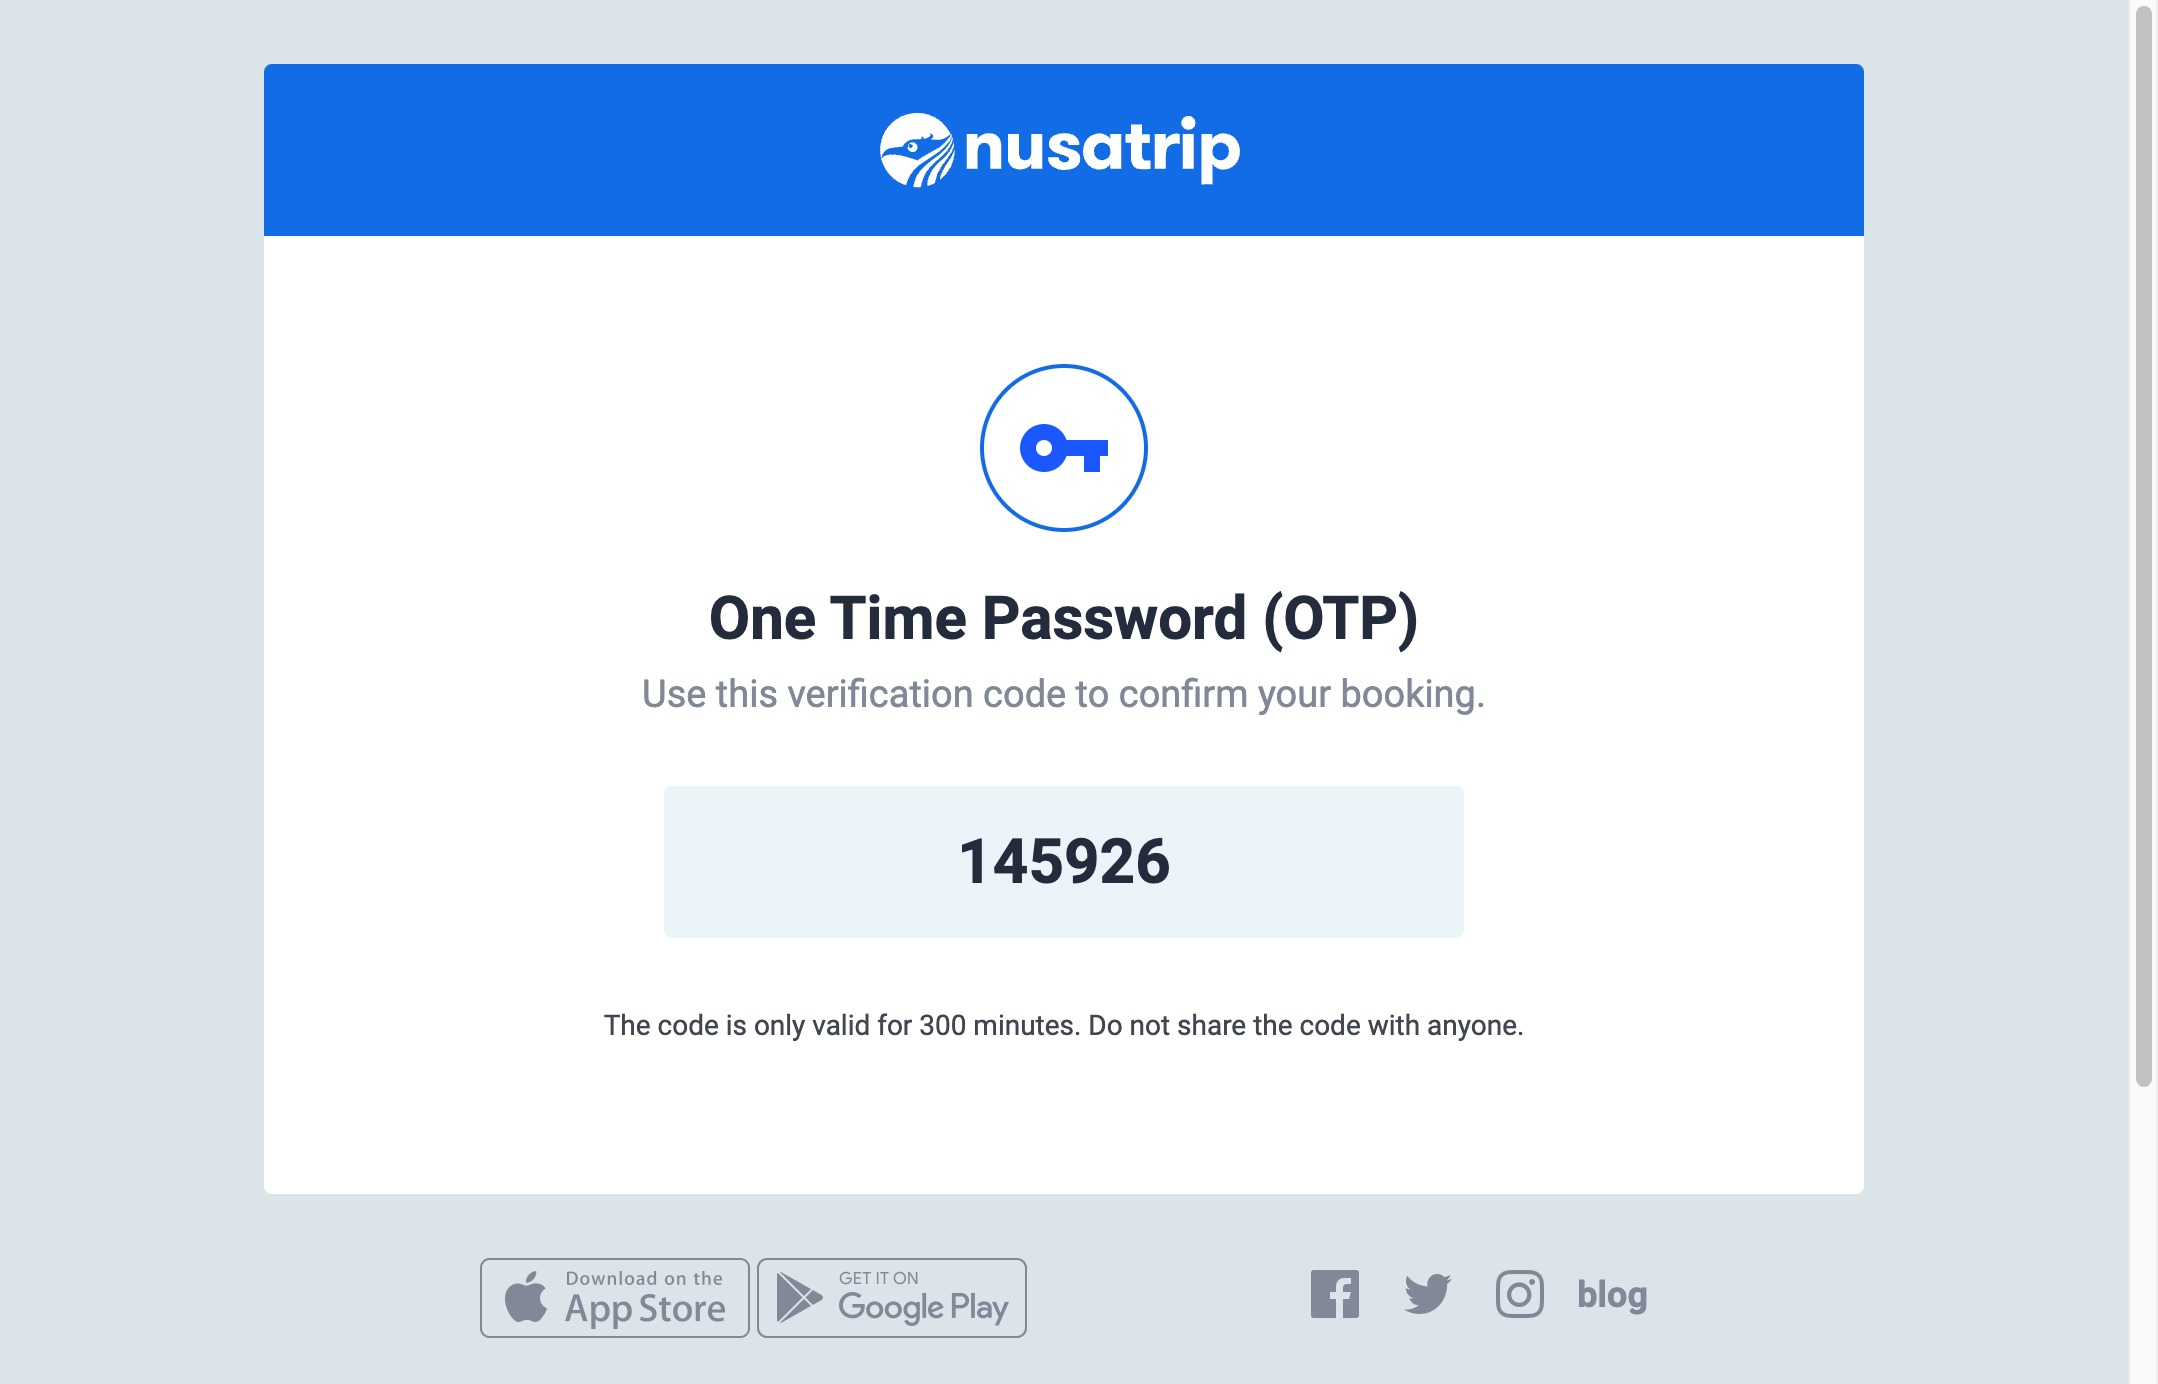 nusatrip
One Time Password (OTP)
Use this verification code to confirm your booking.
145926
The code is only valid for 300 minutes. Do not share the code with anyone.
Download on the
App Store
GET IT ON
Google Play
blog